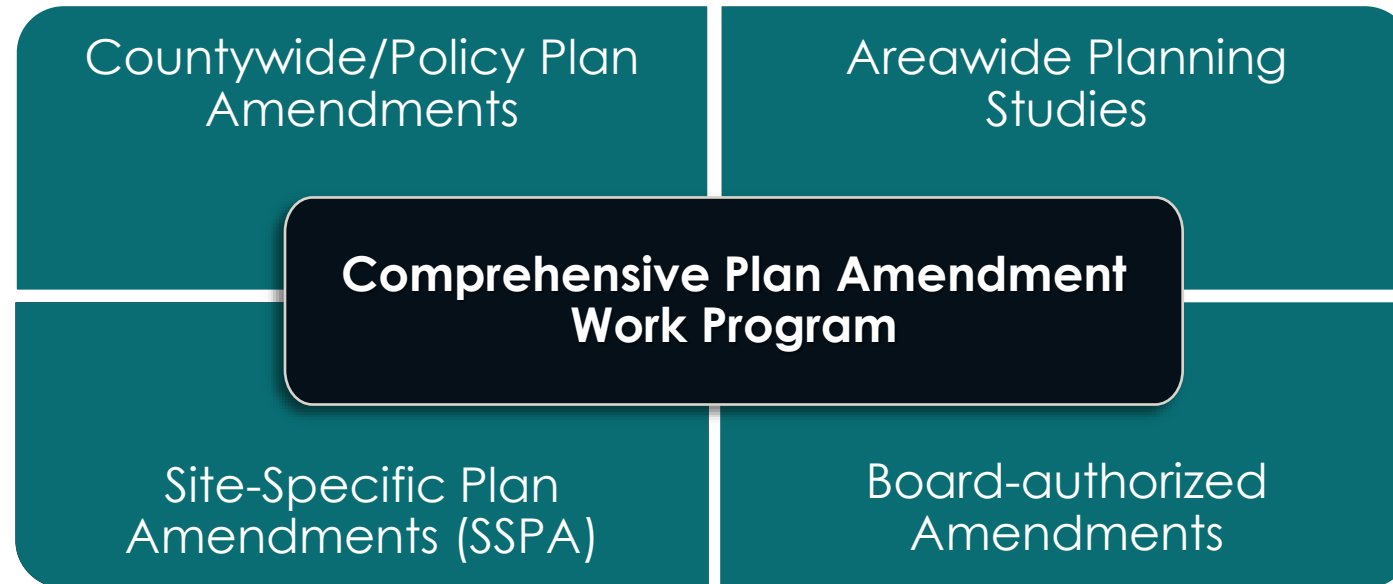 Countywide/Policy Plan
Amendments
Areawide Planning
Studies
Comprehensive Plan Amendment
Work Program
Site-Specific Plan
Amendments (SSPA)
Board-authorized
Amendments